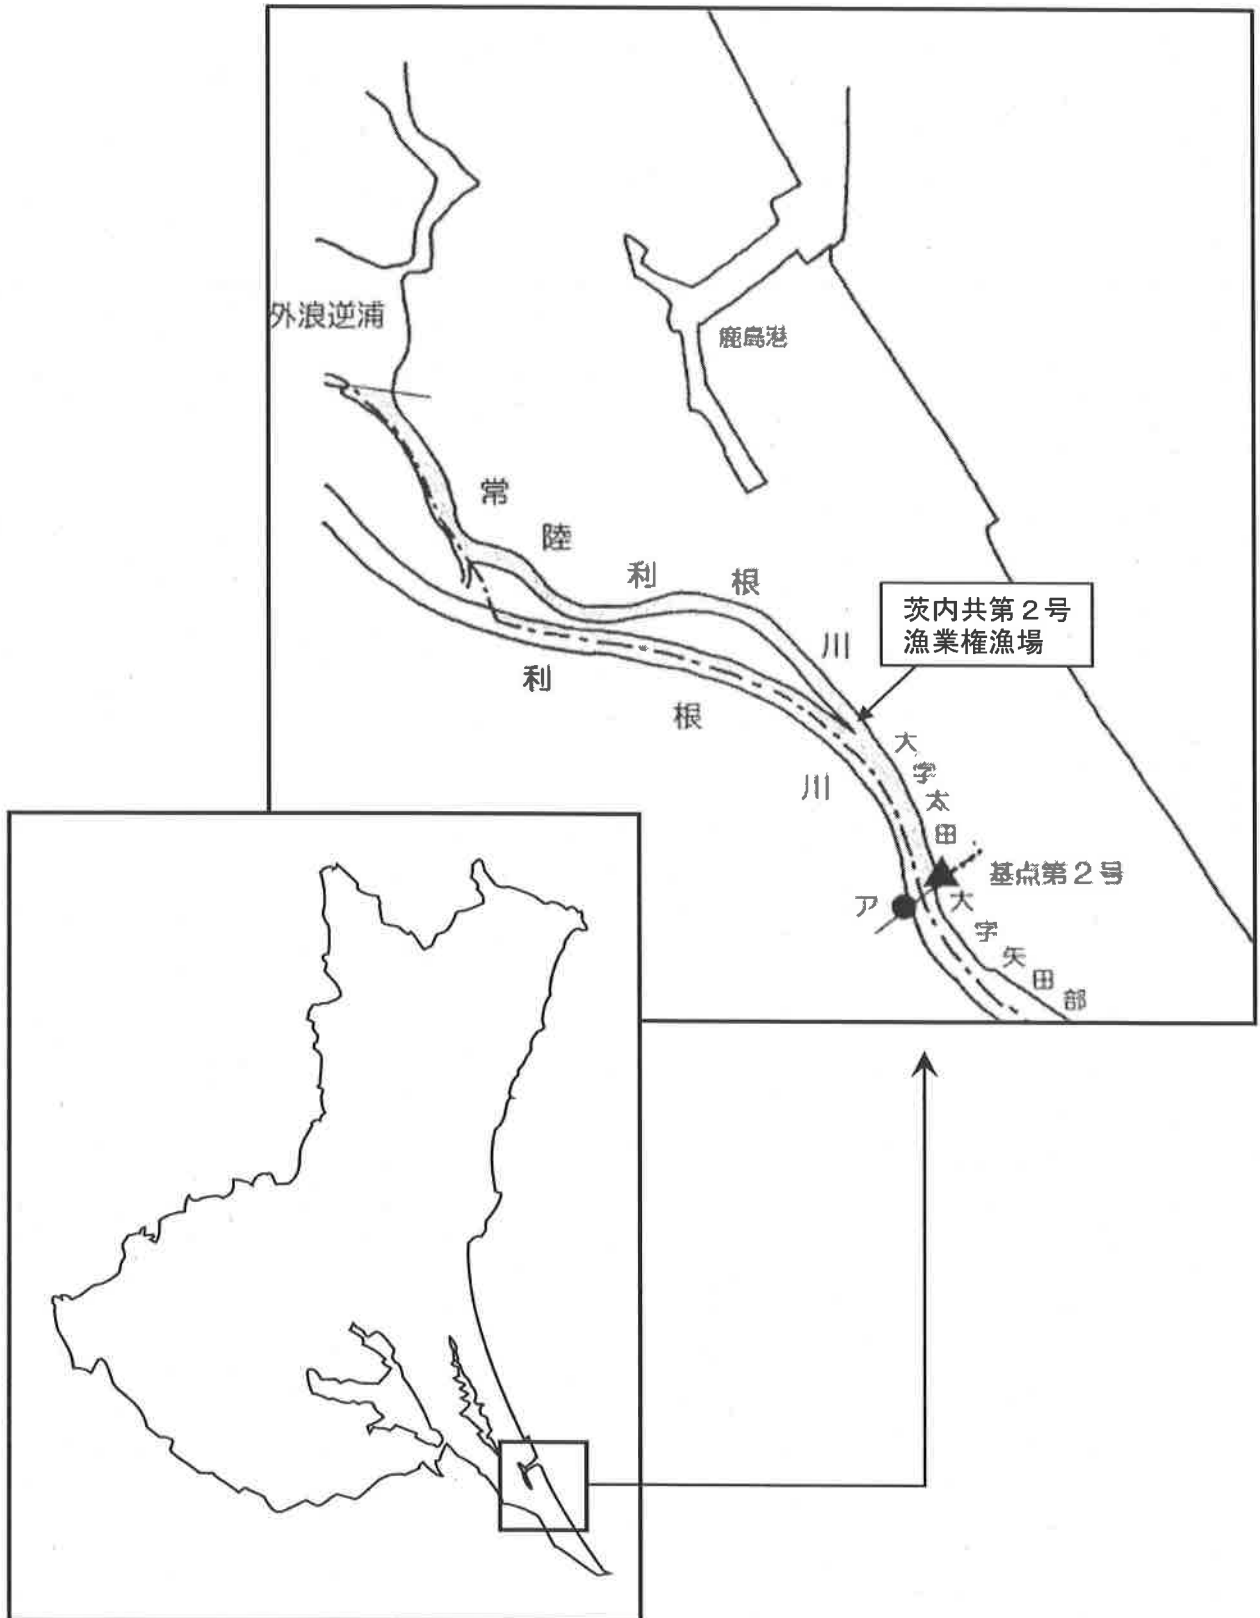 外浪逆浦
鹿島港
常陸利根川
茨内共第２号
漁業権漁場
利根川
大字太田
基点第２号
ア
大字矢田部